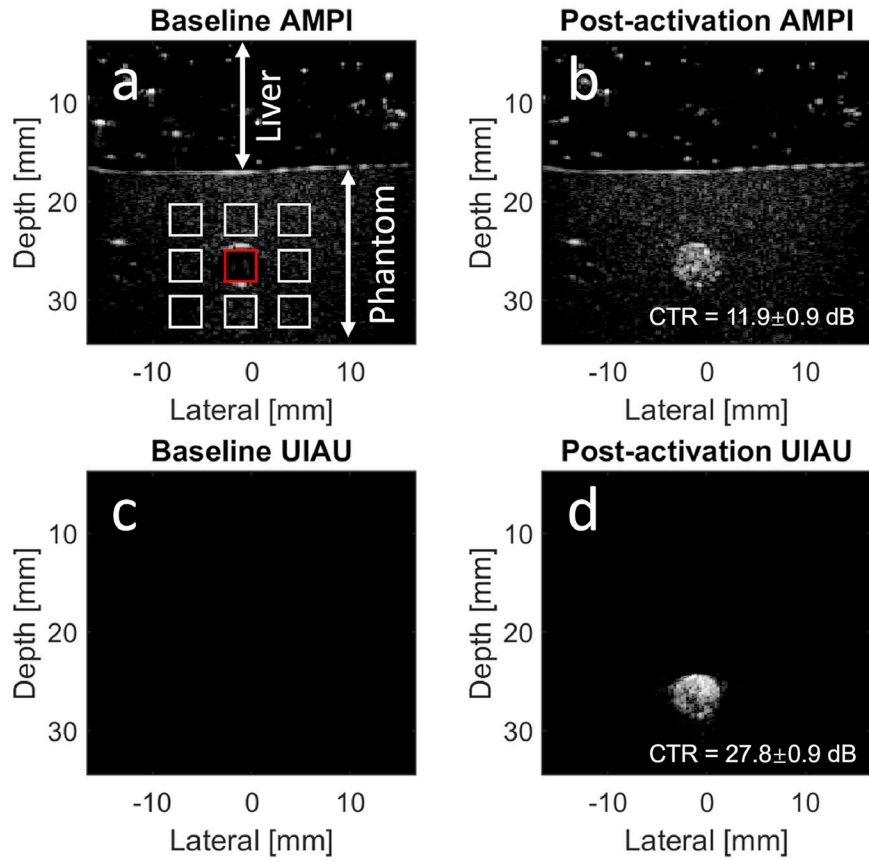 Baseline AMPI
a
Liver
Phantom
10
20
30
Depth [mm]
-10
0
10
Lateral [mm]
Post-activation AMPI
b
CTR = 11.9±0.9 dB
10
20
30
Depth [mm]
-10
0
10
Lateral [mm]
Baseline UIAU
c
10
20
30
Depth [mm]
-10
0
10
Lateral [mm]
Post-activation UIAU
d
CTR = 27.8±0.9 dB
10
20
30
Depth [mm]
-10
0
10
Lateral [mm]